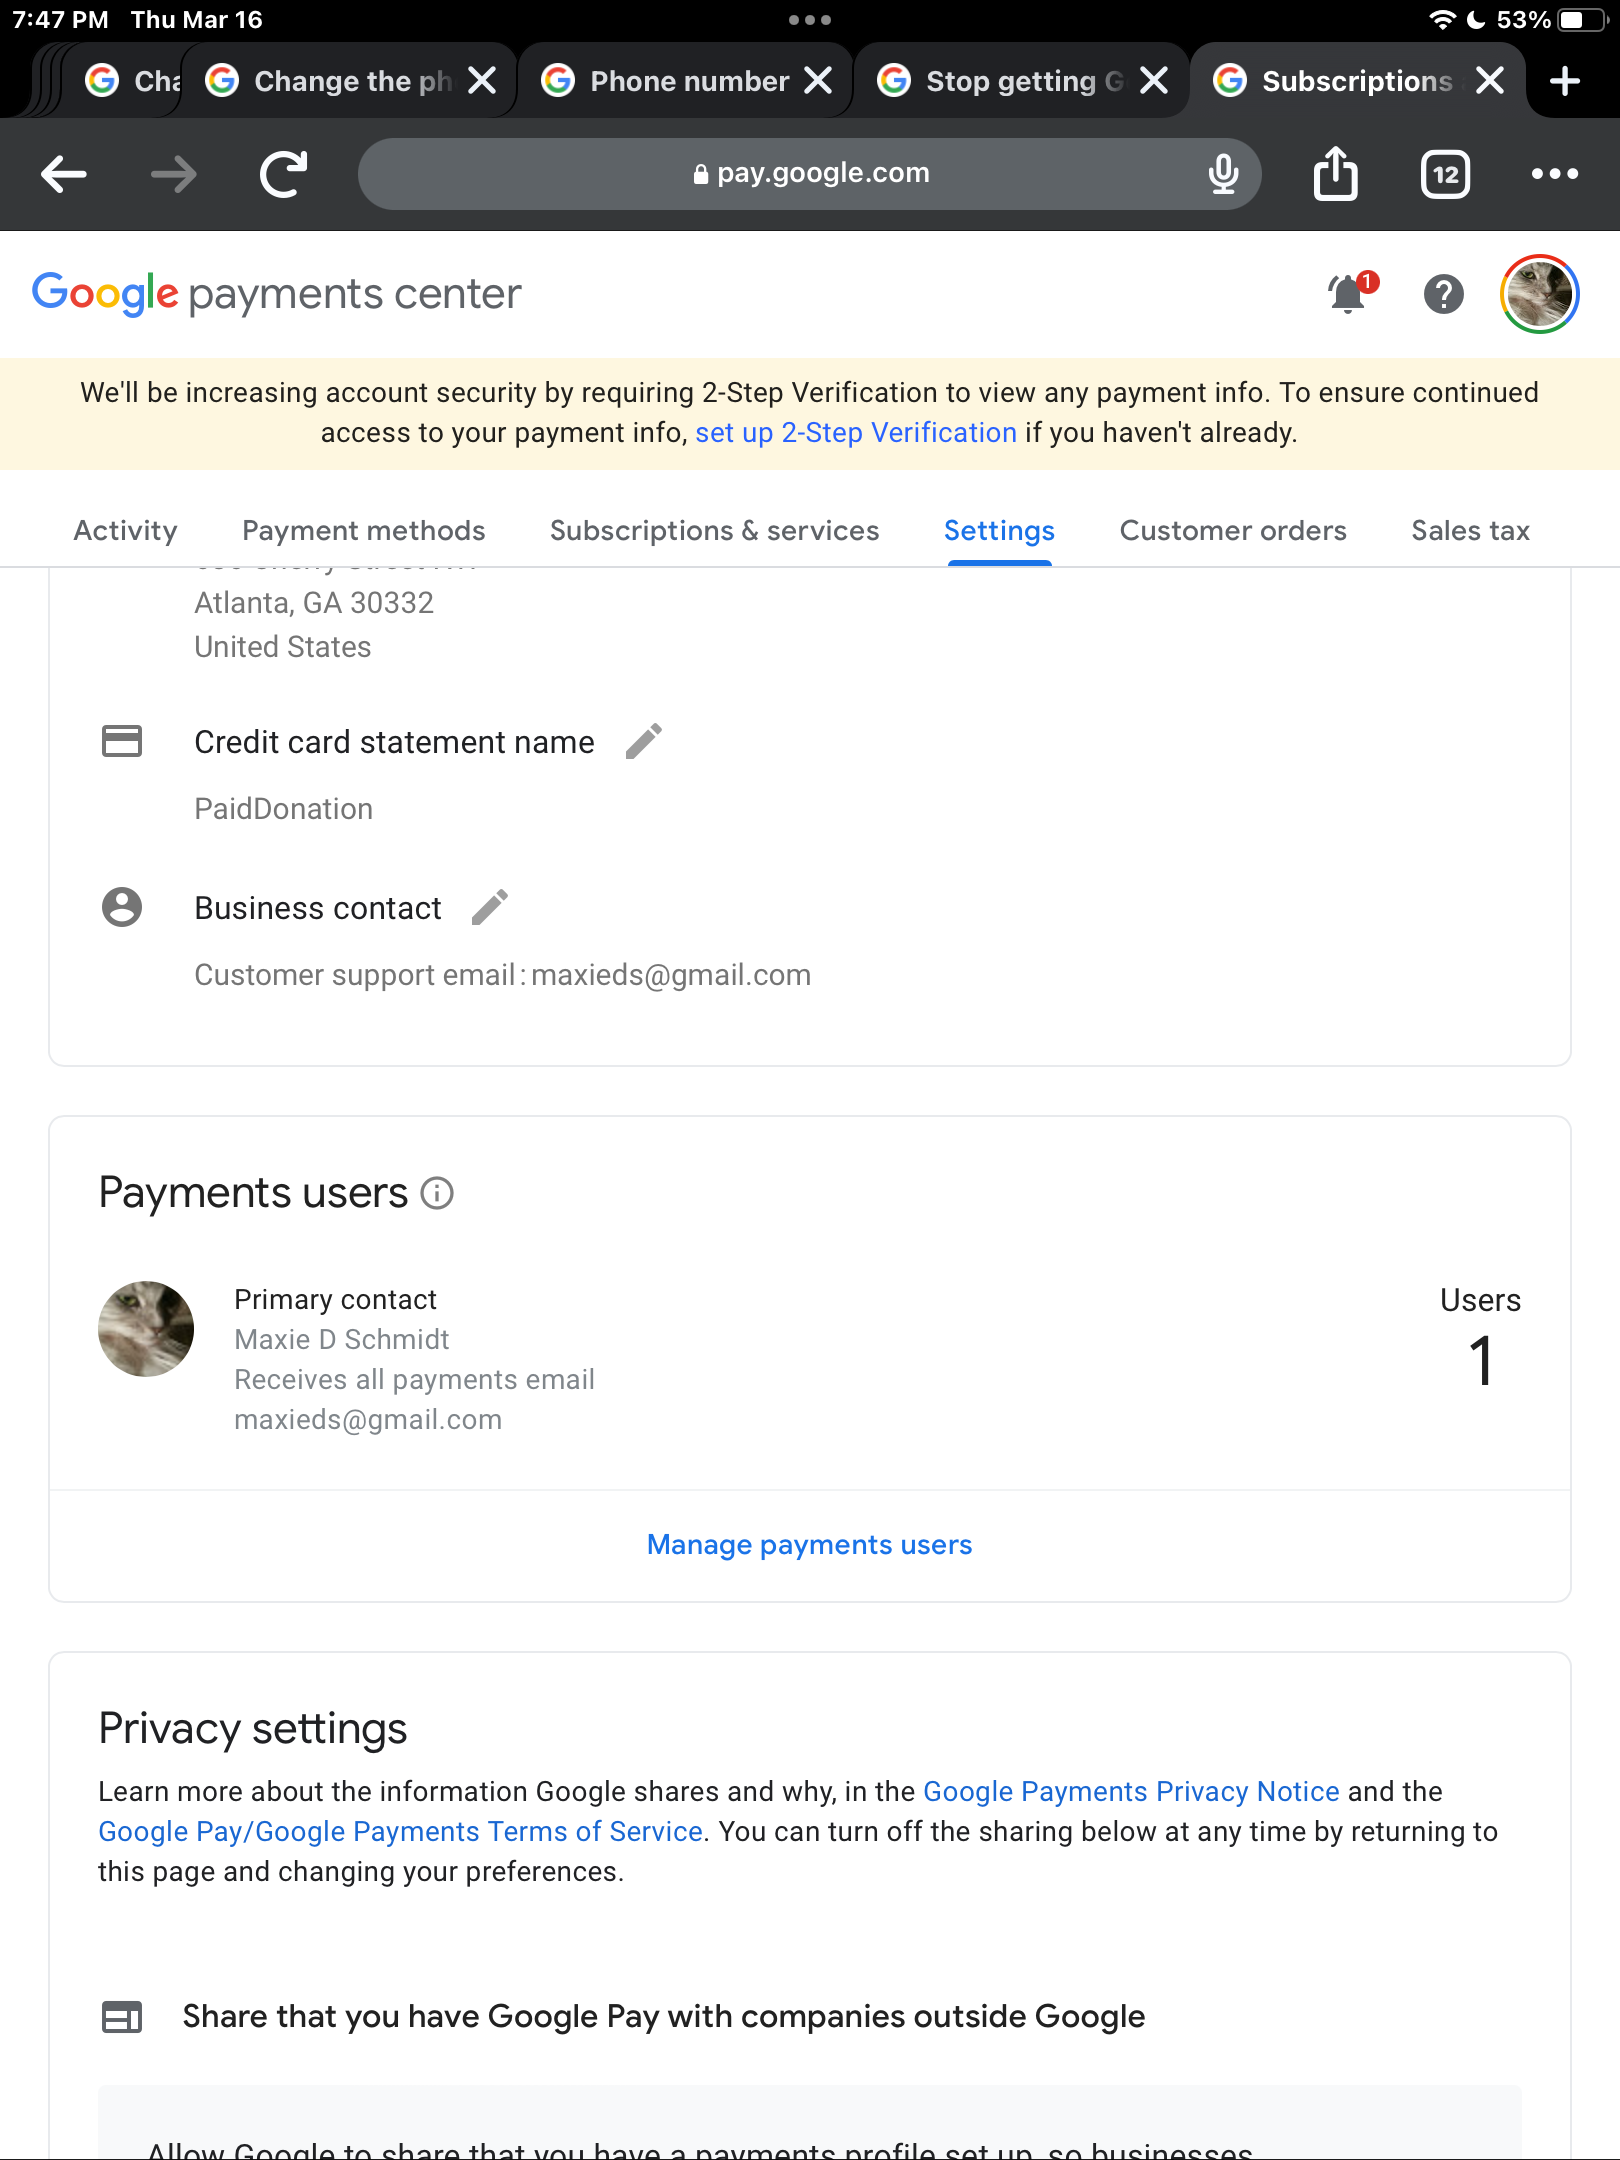 7:47 PM Thu Mar 16
53%
Cha
Change the ph
Phone number
Stop getting G
Subscriptions
pay.google.com
12
Google payments center
1
We'll be increasing account security by requiring 2-Step Verification to view any payment info. To ensure continued
access to your payment info, set up 2-Step Verification if you haven't already.
Activity
Payment methods
Subscriptions & services
Settings
Customer orders
Sales tax
Atlanta, GA 30332
United States
Credit card statement name
PaidDonation
Business contact
Customer support email: maxieds@gmail.com
Payments users
Primary contact
Maxie D Schmidt
Receives all payments email
maxieds@gmail.com
Users
1
Manage payments users
Privacy settings
Learn more about the information Google shares and why, in the Google Payments Privacy Notice and the
Google Pay/Google Payments Terms of Service. You can turn off the sharing below at any time by returning to
this page and changing your preferences.
Share that you have Google Pay with companies outside Google
Allow Google to share that you have a payments profile set up, so businesses